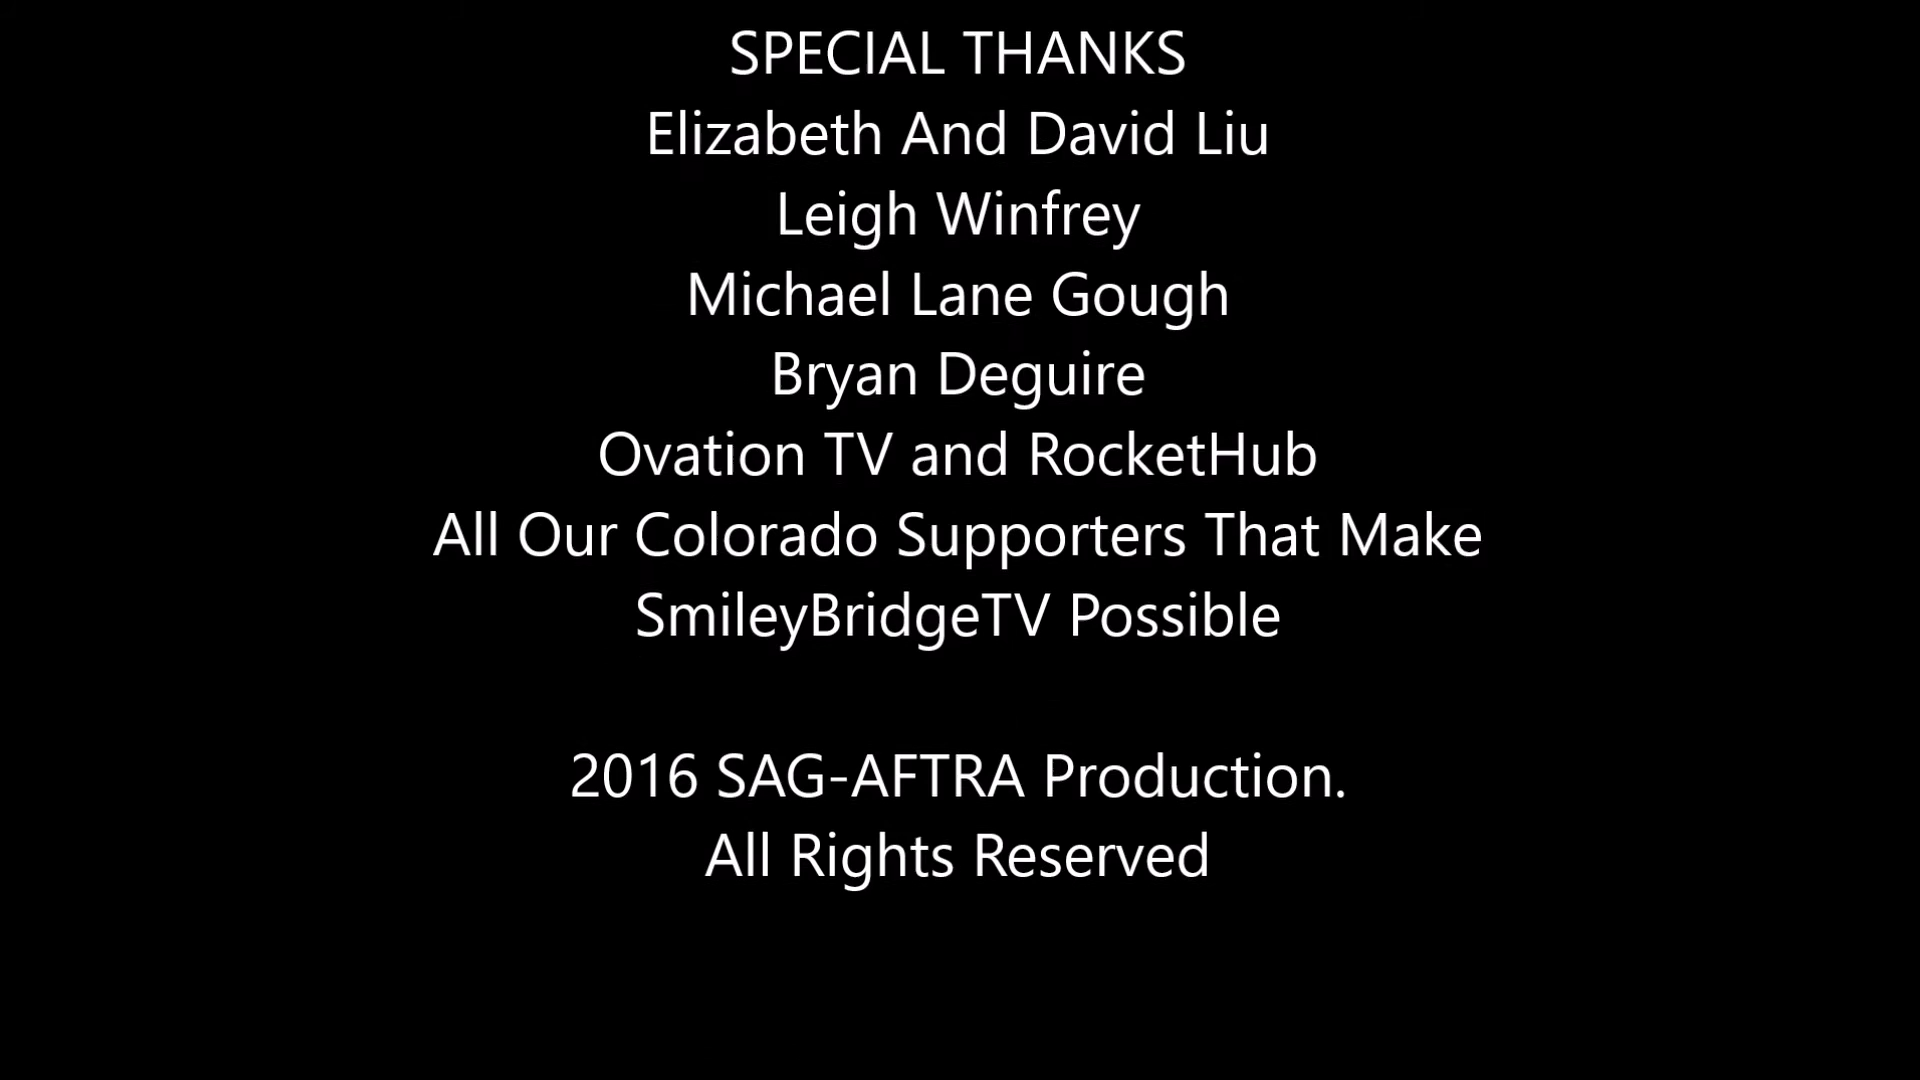 SPECIAL THANKS
Elizabeth And David Liu
Leigh Winfrey
Michael Lane Gough
Bryan Deguire
Ovation TV and RocketHub
All Our Colorado Supporters That Make
SmileyBridgeTV Possible
2016 SAG-AFTRA Production.
All Rights Reserved